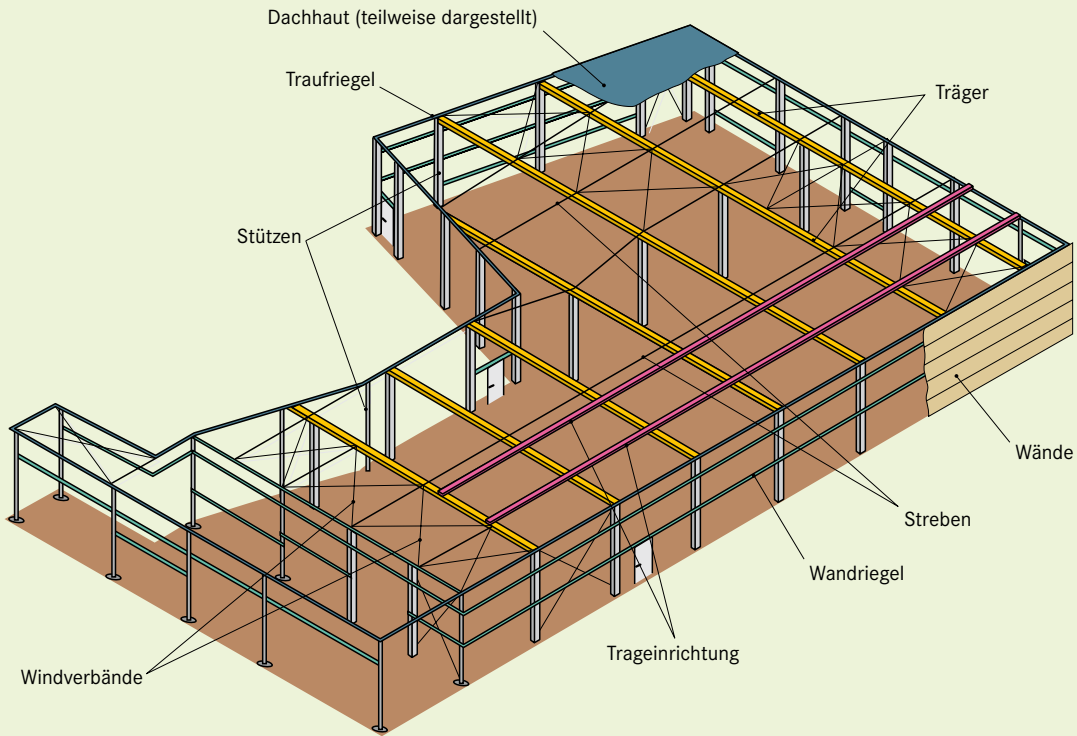 Dachhaut (teilweise dargestellt)
Traufriegel
Träger
Stützen
Wände
Streben
Wandriegel
Trageinrichtung
Windverbände